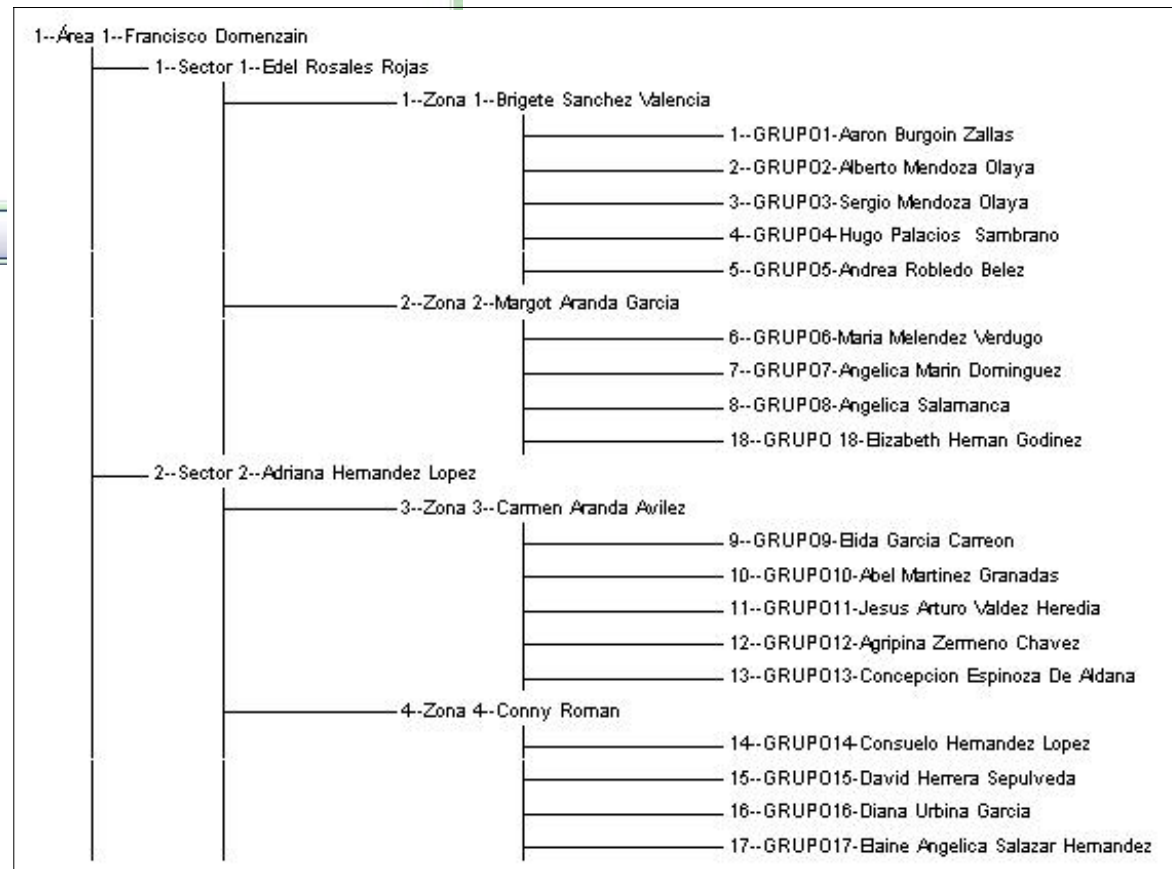 1--Área 1--Francisco Domenzain
1--Sector 1--Edel Rosales Rojas
1--Zona 1--Brigete Sanchez Valencia
1--GRUPO1-Aaron Burgoin Zallas
2--GRUPO2-Alberto Mendoza Olaya
3--GRUPO3-Sergio Mendoza Olaya
4--GRUPO4-Hugo Palacios  Sambrano
5--GRUPO5-Andrea Robledo Belez
2--Zona 2--Margot Aranda Garcia
6--GRUPO6-Maria Melendez Verdugo
7--GRUPO7-Angelica Marin Dominguez
8--GRUPO8-Angelica Salamanca
18--GRUPO 18-Elizabeth Hernan Godinez
2--Sector 2--Adriana Hernandez Lopez
3--Zona 3--Carmen Aranda Avilez
9--GRUPO9-Elida Garcia Carreon
10--GRUPO10-Abel Martinez Granadas
11--GRUPO11-Jesus Arturo Valdez Heredia
12--GRUPO12-Agripina Zermeno Chavez
13--GRUPO13-Concepcion Espinoza De Aldana
4--Zona 4--Conny Roman
14--GRUPO14-Consuelo Hernandez Lopez
15--GRUPO15-David Herrera Sepulveda
16--GRUPO16-Diana Urbina Garcia
17--GRUPO17-Elaine Angelica Salazar Hernandez